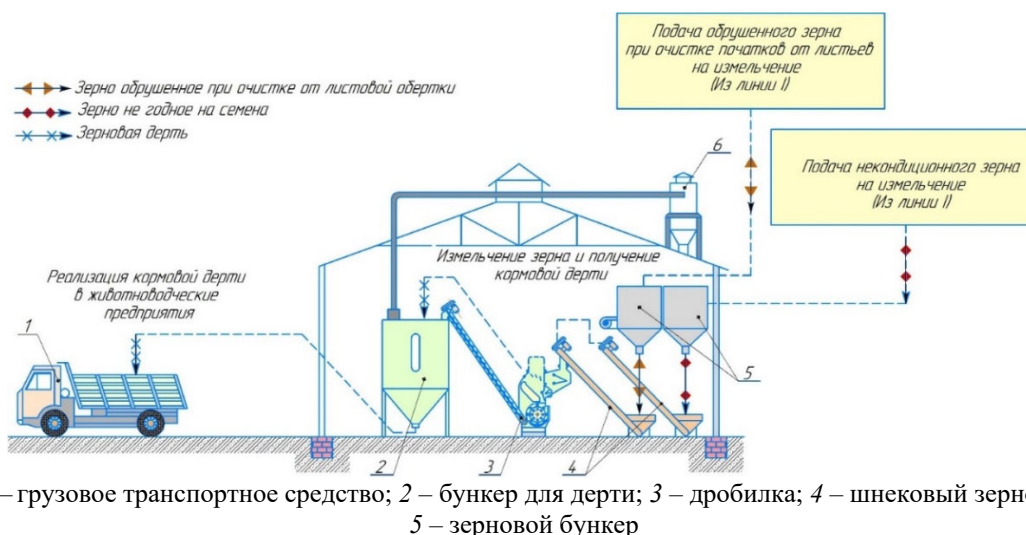 Подача обрушенного зерна
при очистке початков от листьев
на измельчение
(Из линии I)
Зерно обрушенное при очистке от листовой обертки
Зерно не годное на семена
Зерновая дерть
6
Подача некондиционного зерна
на измельчение
(Из линии I)
Измельчение зерна и получение
кормовой дерти
Реализация кормовой дерти
в животноводческие
предприятия
1
5
2
3
4
– грузовое транспортное средство; 2 – бункер для дерти; 3 – дробилка; 4 – шнековый зерно
5 – зерновой бункер